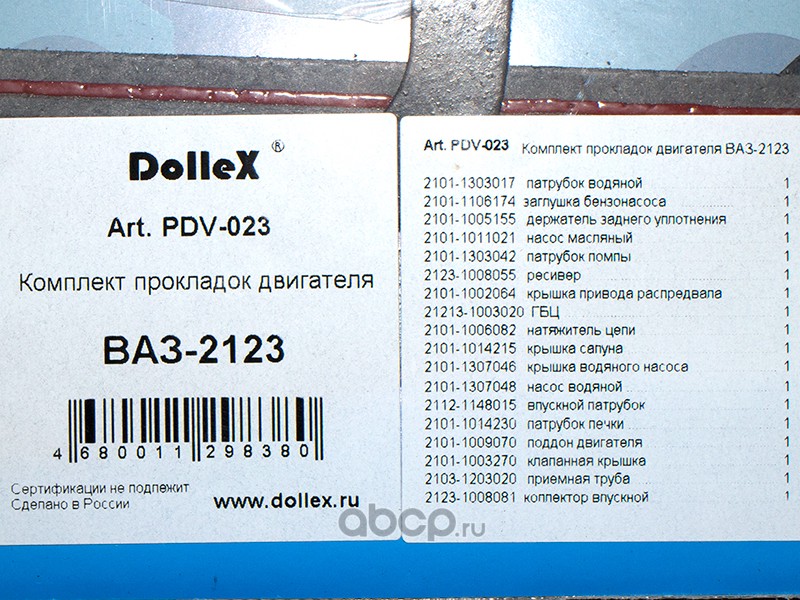 DolleX ®
Art. PDV-023
Комплект прокладок двигателя
ВАЗ-2123
4 680011 298380
Сертификации не подлежит
Сделано в России
www.dollex.ru
Art. PDV-023 Комплект прокладок двигателя ВАЗ-2123
2101-1303017 патрубок водяной 1
2101-1106174 заглушка бензонасоса 1
2101-1005155 держатель заднего уплотнения 1
2101-1011021 насос масляный 1
2101-1303042 патрубок помпы 1
2123-1008055 ресивер 1
2101-1002064 крышка привода распредвала 1
21213-1003020 ГБЦ 1
2101-1006082 натяжитель цепи 1
2101-1014215 крышка сапуна 1
2101-1307046 крышка водяного насоса 1
2101-1307048 насос водяной 1
2112-1148015 впускной патрубок 1
2101-1014230 патрубок печки 1
2101-1009070 поддон двигателя 1
2101-1003270 клапанная крышка 1
2103-1203020 приемная труба 1
2123-1008081 коллектор впускной 1
abcp.ru